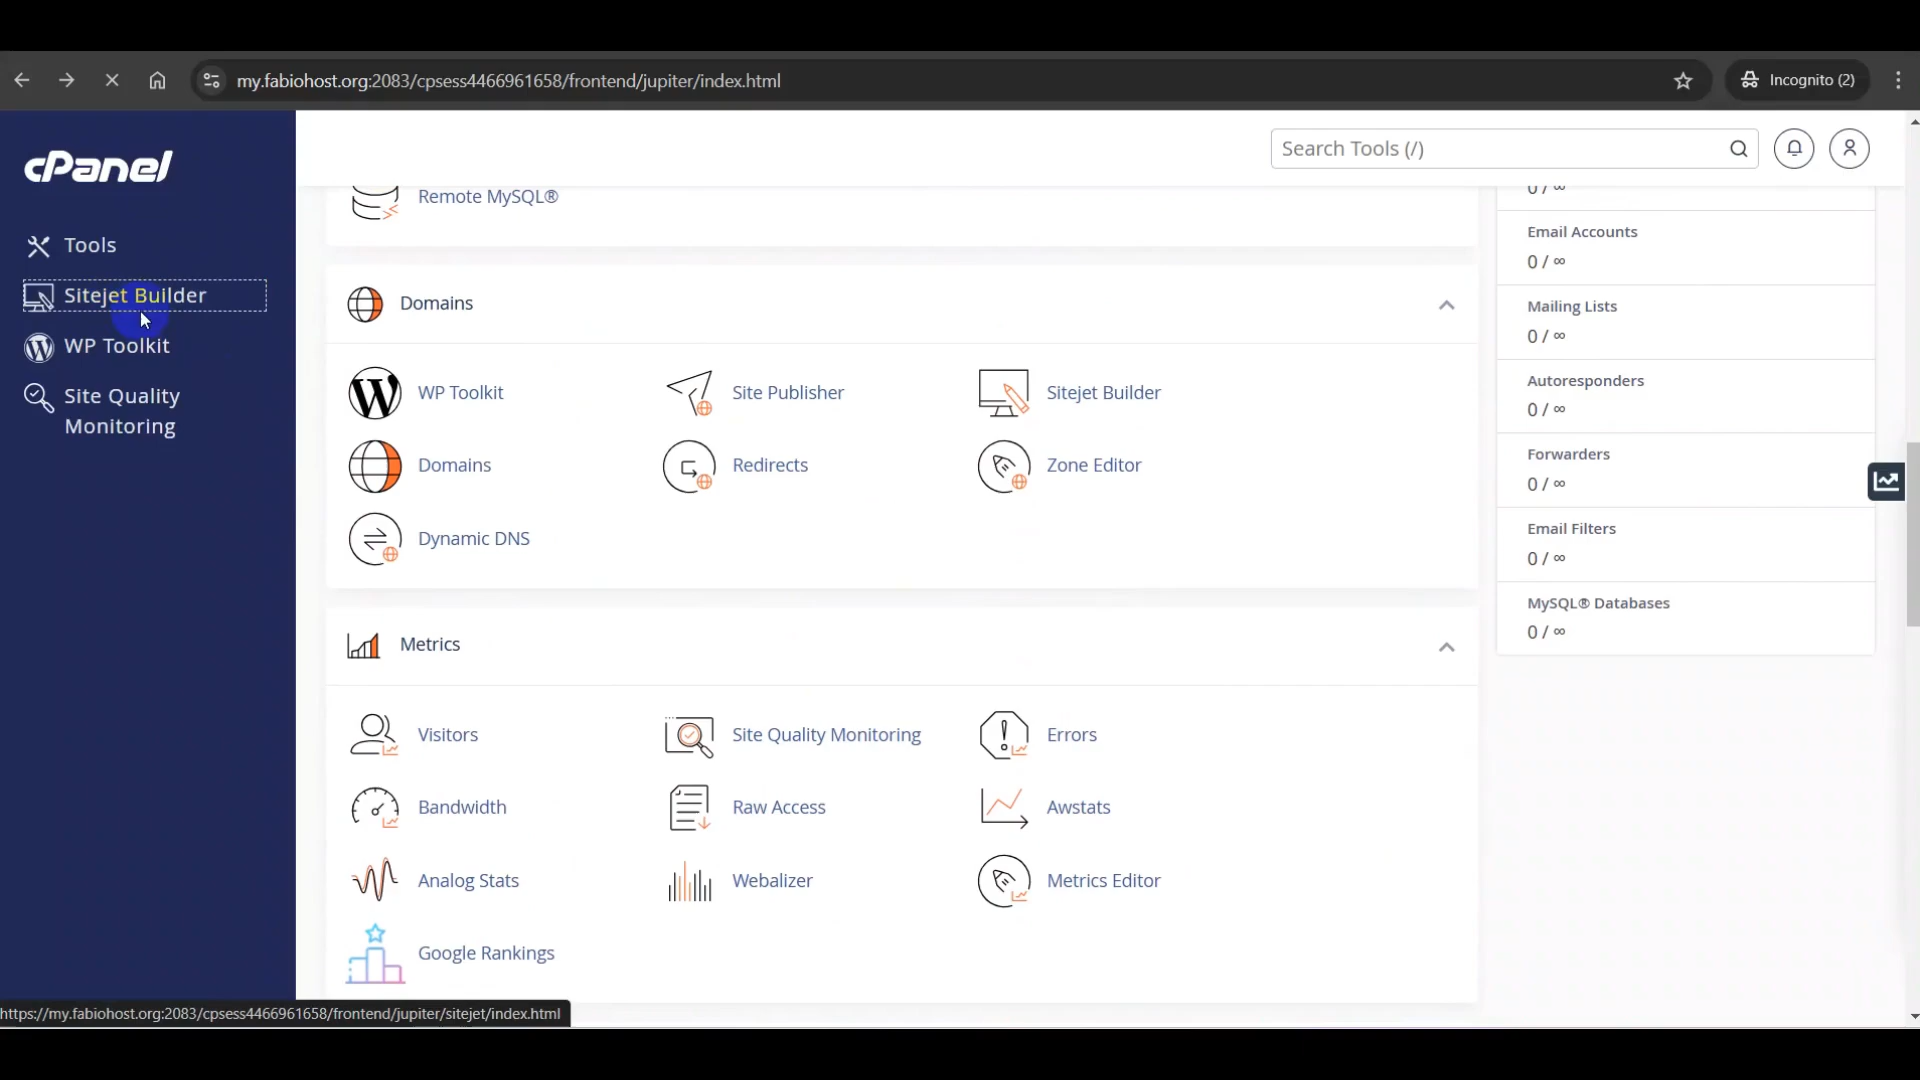 my.fabiohost.org:2083/cpsess4466961658/frontend/jupiter/index.html
Incognito (2)
cPanel
Search Tools (/)
Tools
Sitejet Builder
WP Toolkit
Site Quality
Monitoring
Remote MySQL®
Domains
WP Toolkit
Site Publisher
Sitejet Builder
Domains
Redirects
Zone Editor
Dynamic DNS
Metrics
Visitors
Site Quality Monitoring
Errors
Bandwidth
Raw Access
Awstats
Analog Stats
Webalizer
Metrics Editor
Google Rankings
0 / ∞
Email Accounts
0 / ∞
Mailing Lists
0 / ∞
Autoresponders
0 / ∞
Forwarders
0 / ∞
Email Filters
0 / ∞
MySQL® Databases
0 / ∞
https://my.fabiohost.org:2083/cpsess4466961658/frontend/jupiter/sitejet/index.html